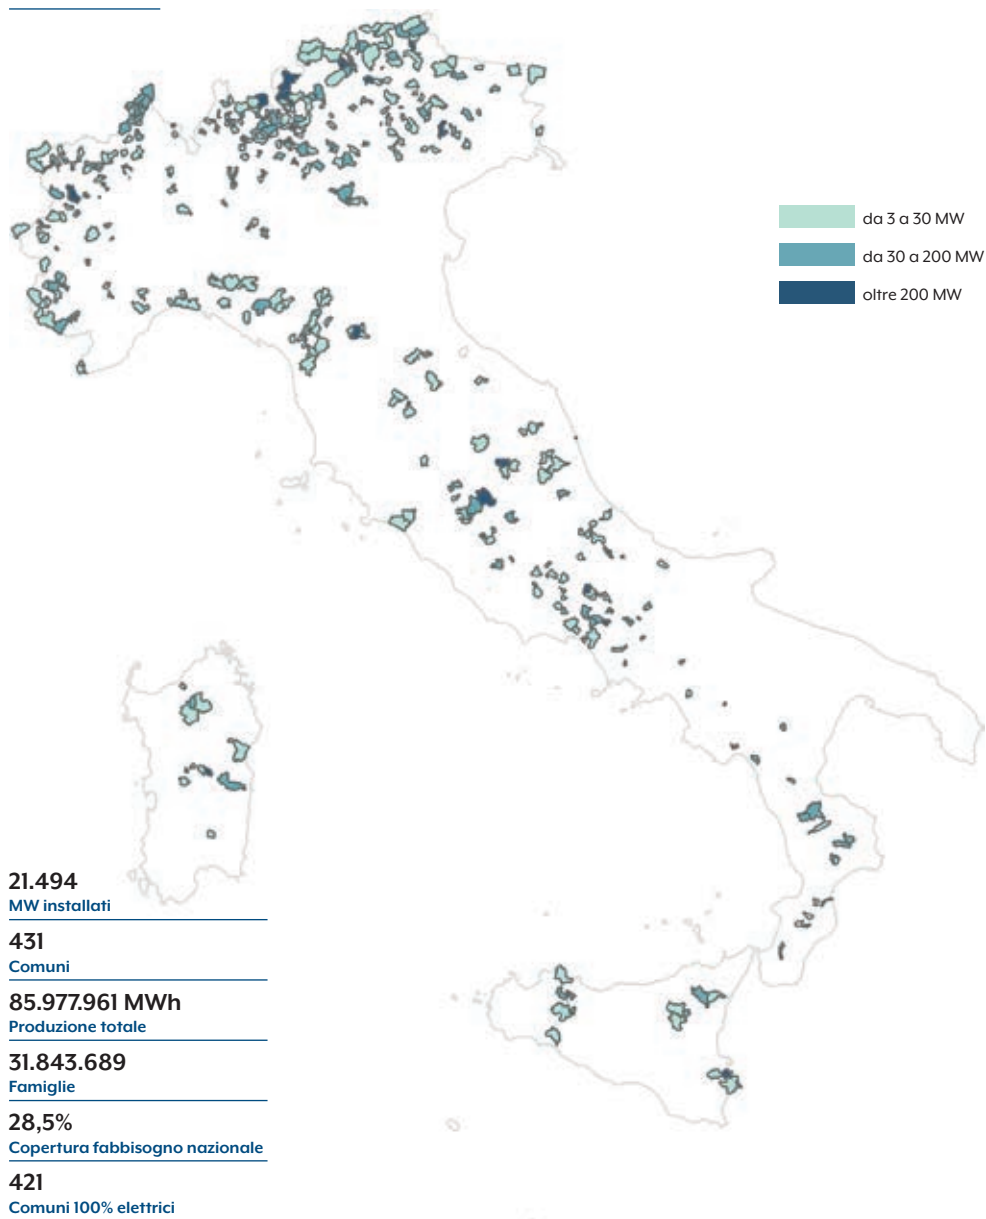 da 3 a 30 MW
da 30 a 200 MW
oltre 200 MW
21.494
MW installati
431
Comuni
85.977.961 MWh
Produzione totale
31.843.689
Famiglie
28,5%
Copertura fabbisogno nazionale
421
Comuni 100% elettrici